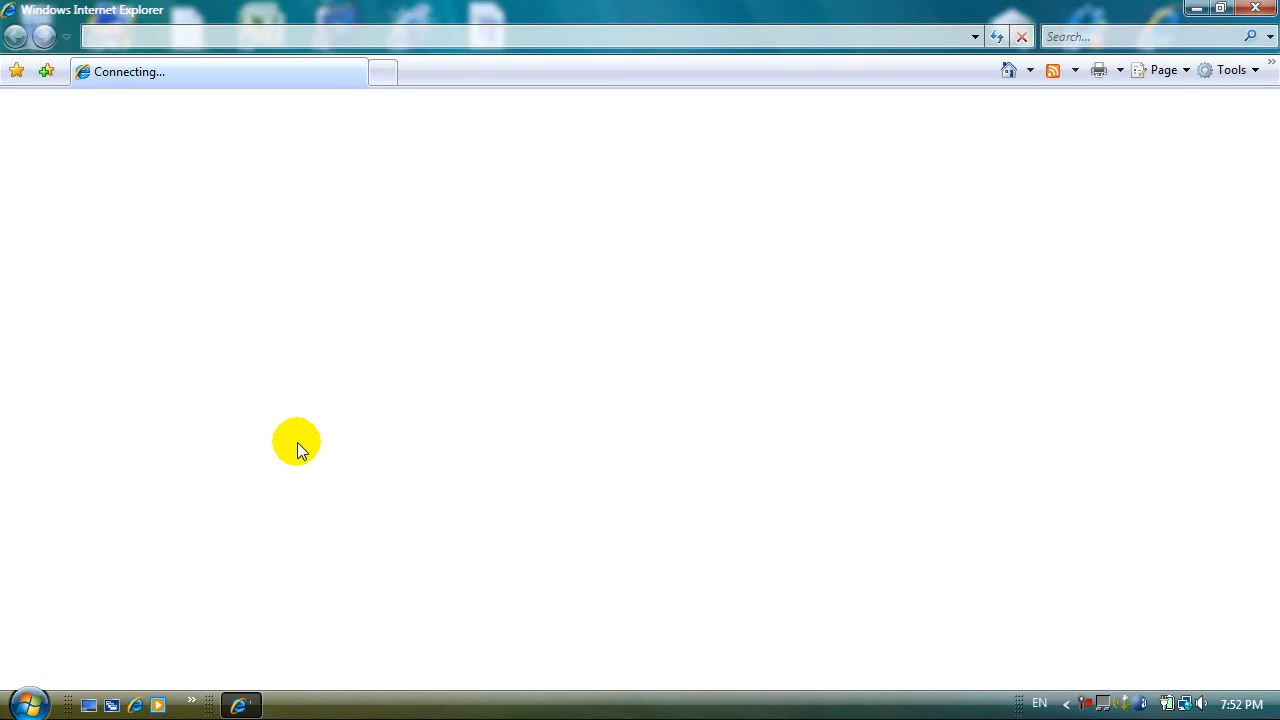 Windows Internet Explorer
Search...
Connecting...
Page
Tools
EN
7:52 PM